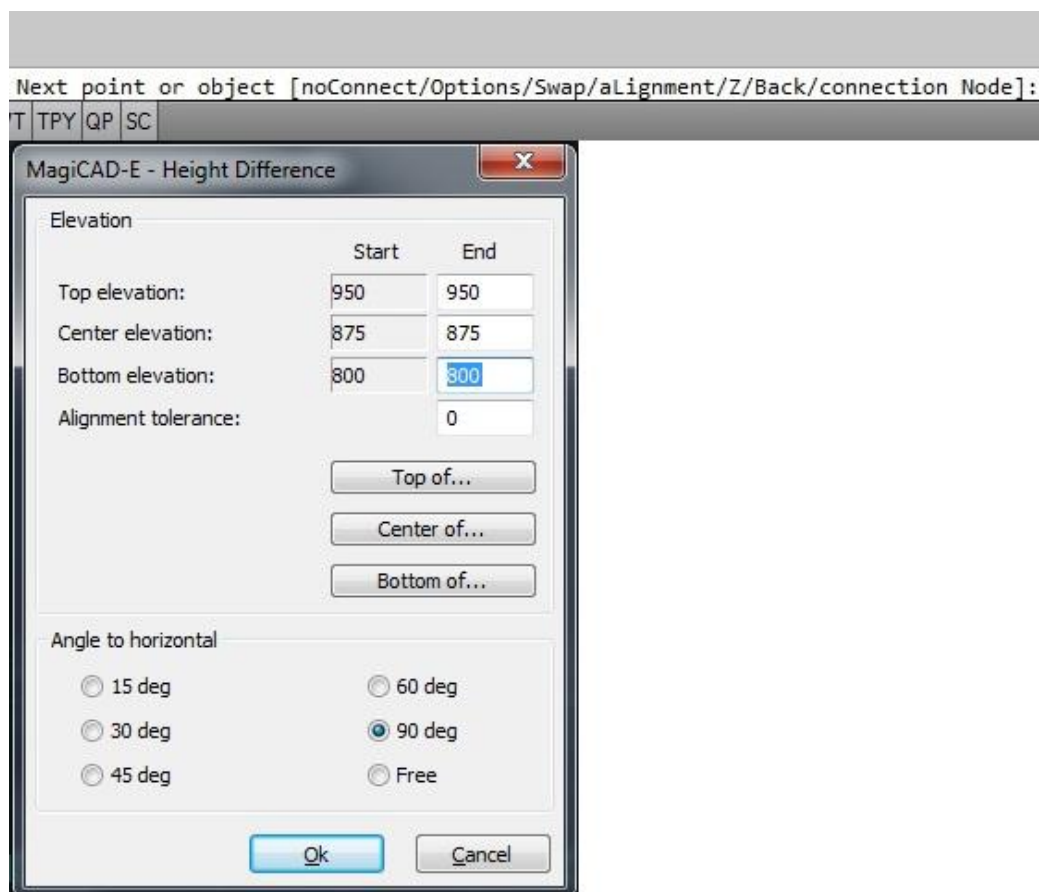 Next point or object [noConnect/Options/Swap/aLignment/Z/Back/connection Node]:
TPY QP SC
MagiCAD-E - Height Difference
Elevation
Start End
Top elevation: 950 950
Center elevation: 875 875
Bottom elevation: 800 800
Alignment tolerance: 0
Top of...
Center of...
Bottom of...
Angle to horizontal
15 deg 60 deg
30 deg 90 deg
45 deg Free
Ok Cancel